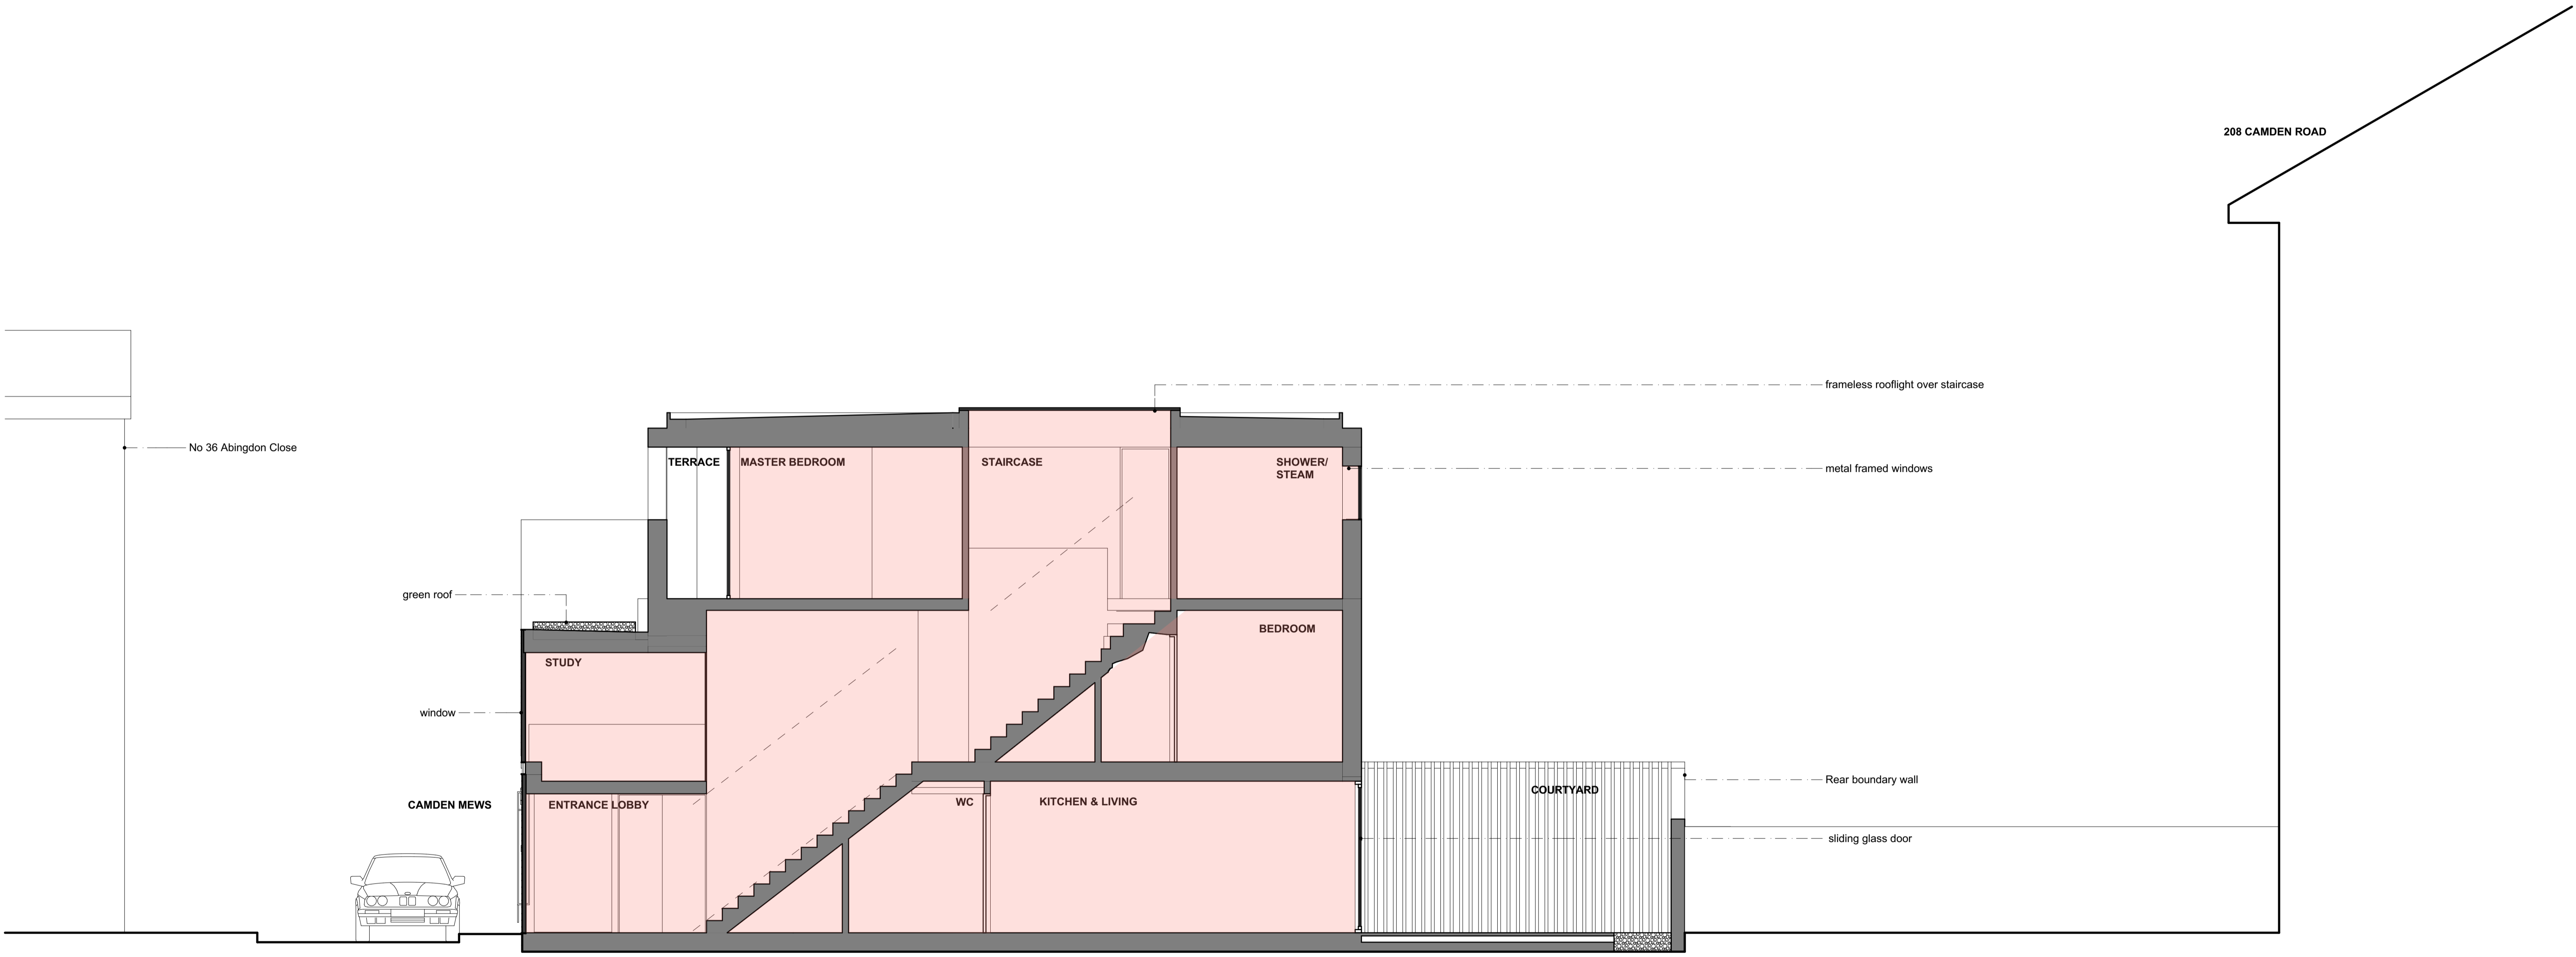 208 CAMDEN ROAD
frameless rooflight over staircase
No 36 Abingdon Close
TERRACE
MASTER BEDROOM
STAIRCASE
SHOWER/
STEAM
metal framed windows
green roof
BEDROOM
STUDY
window
CAMDEN MEWS
ENTRANCE LOBBY
WC
KITCHEN & LIVING
COURTYARD
Rear boundary wall
sliding glass door